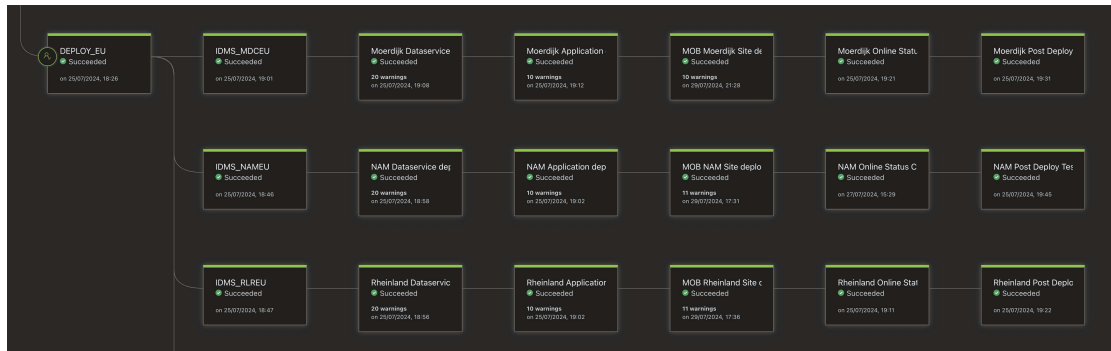 DEPLOY_EU
Succeeded
on 25/07/2024, 18:26
IDMS_MDCEU
Succeeded
on 25/07/2024, 19:01
Moerdijk Dataservice
Succeeded
20 warnings
on 25/07/2024, 19:08
Moerdijk Application
Succeeded
10 warnings
on 25/07/2024, 19:12
MOB Moerdijk Site de
Succeeded
10 warnings
on 29/07/2024, 21:28
Moerdijk Online Statu
Succeeded
on 25/07/2024, 19:21
Moerdijk Post Deploy
Succeeded
on 25/07/2024, 19:31
IDMS_NAMEU
Succeeded
on 25/07/2024, 18:46
NAM Dataservice dep
Succeeded
20 warnings
on 25/07/2024, 18:58
NAM Application dep
Succeeded
10 warnings
on 25/07/2024, 19:02
MOB NAM Site deplo
Succeeded
11 warnings
on 29/07/2024, 17:31
NAM Online Status C
Succeeded
on 27/07/2024, 15:29
NAM Post Deploy Tes
Succeeded
on 25/07/2024, 19:45
IDMS_RLREU
Succeeded
on 25/07/2024, 18:47
Rheinland Dataservic
Succeeded
20 warnings
on 25/07/2024, 18:56
Rheinland Application
Succeeded
10 warnings
on 25/07/2024, 19:02
MOB Rheinland Site d
Succeeded
11 warnings
on 29/07/2024, 17:36
Rheinland Online Stat
Succeeded
on 25/07/2024, 19:11
Rheinland Post Deplo
Succeeded
on 25/07/2024, 19:22